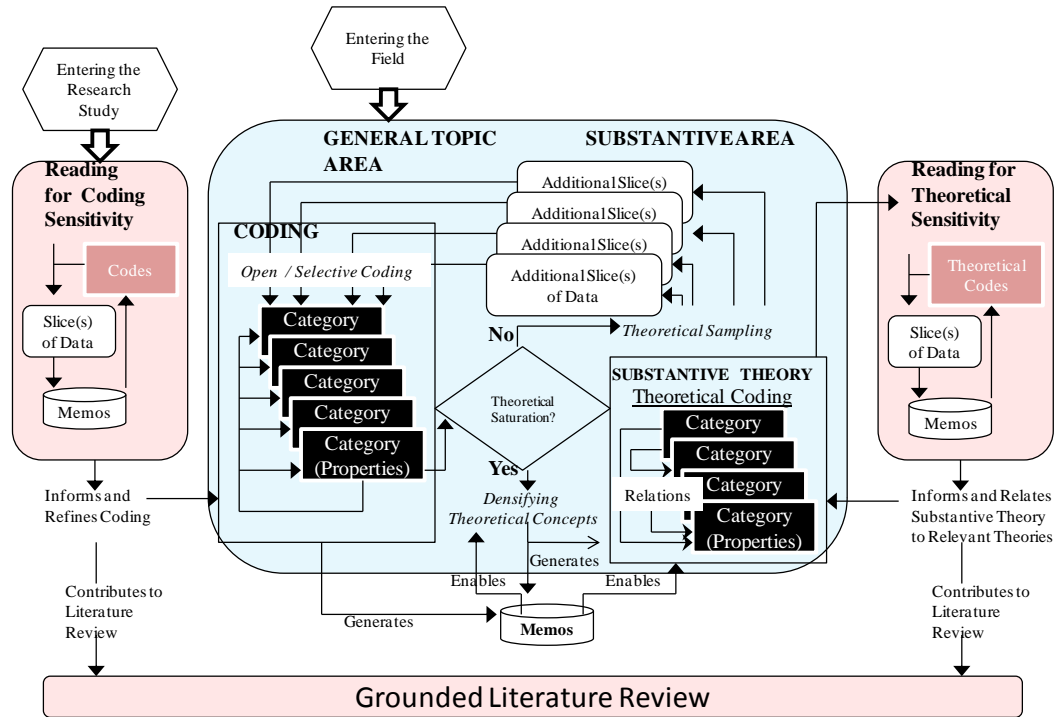 Entering the
Research
Study
Entering the
Field
Reading
for Coding
Sensitivity
Codes
Slice(s)
of Data
Memos
Informs and
Refines Coding
Contributes to
Literature
Review
GENERAL TOPIC
AREA
SUBSTANTIVE AREA
Additional Slice(s)
Additional Slice(s)
Additional Slice(s)
Additional Slice(s)
of Data
CODING
Open / Selective Coding
Category
Category
Category
Category
Category
(Properties)
No
Theoretical Sampling
Theoretical
Saturation?
Yes
Densifying
Theoretical Concepts
Generates
SUBSTANTIVE THEORY
Theoretical Coding
Category
Category
Category
Relations
Category
(Properties)
Enables
Enables
Generates
Memos
Reading for
Theoretical
Sensitivity
Theoretical
Codes
Slice(s)
of Data
Memos
Informs and Relates
Substantive Theory
to Relevant Theories
Contributes to
Literature
Review
Grounded Literature Review